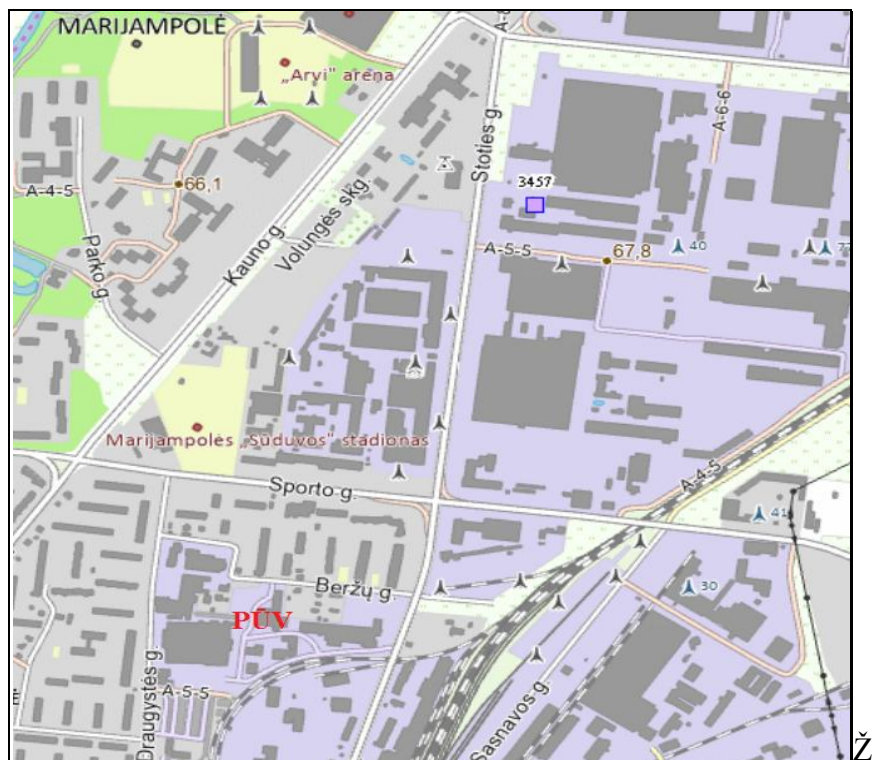 MARIJAMPOLĖ
A-8
„Arvi" arena
Stoties g.
A-6-6
66,1
A-4-5
3457
Volungės skg.
Kauno g.
Parko g.
A-5-5
67,8
40
Marijampolės „Sūduvos" stadionas
A-4-5
Sporto g.
41
Beržų g.
30
PŪV
Draugystės g.
A-5-5
Sasnavos g.
Ž